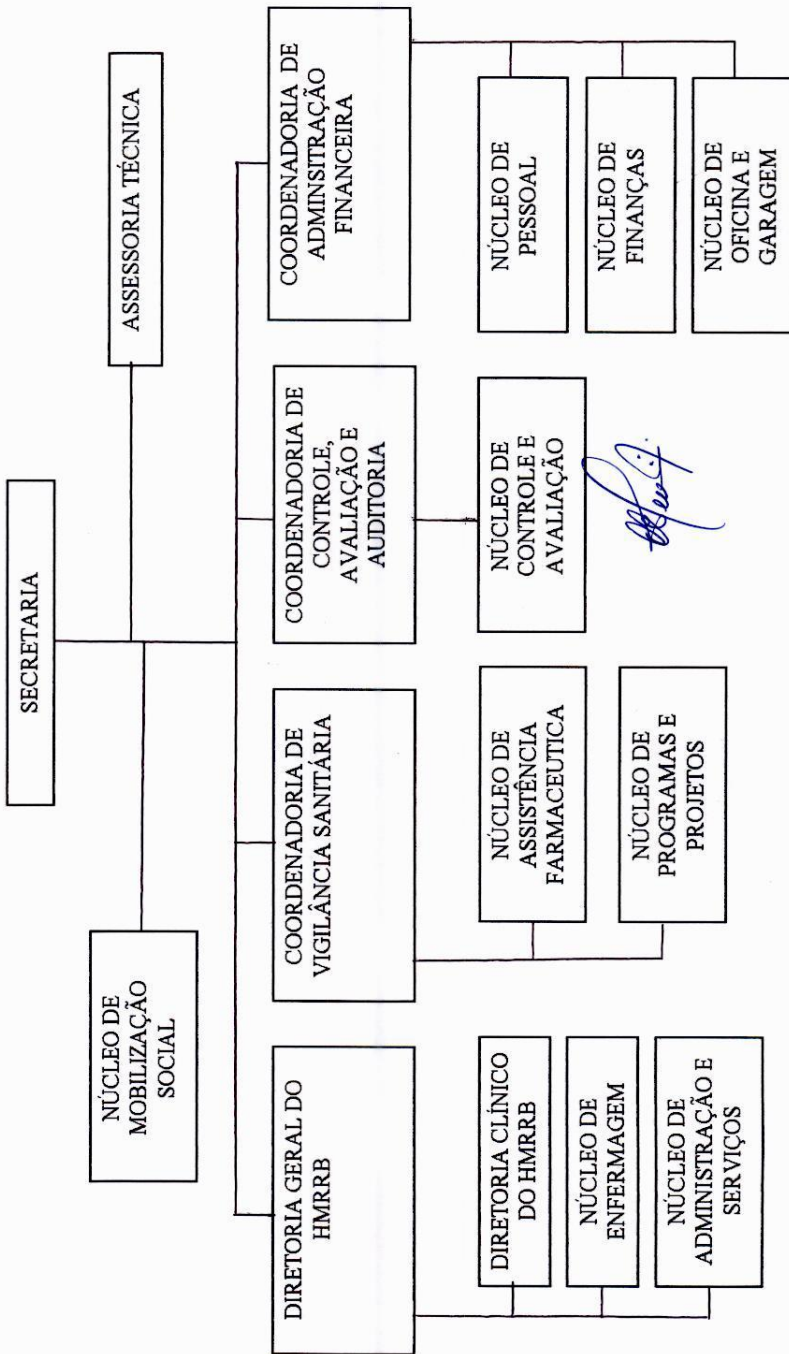 SECRETARIA
ASSESSORIA TÉCNICA
NÚCLEO DE
MOBILIZAÇÃO
SOCIAL
DIRETORIA GERAL DO
HMRRB
COORDENADORIA DE
VIGILÂNCIA SANITÁRIA
COORDENADORIA DE
CONTROLE,
AVALIAÇÃO E
AUDITORIA
COORDENADORIA DE
ADMINSITRAÇÃO
FINANCEIRA
DIRETORIA CLÍNICO
DO HMRRB
NÚCLEO DE
ENFERMAGEM
NÚCLEO DE
ADMINISTRAÇÃO E
SERVIÇOS
NÚCLEO DE
ASSISTÊNCIA
FARMACEUTICA
NÚCLEO DE
PROGRAMAS E
PROJETOS
NÚCLEO DE
CONTROLE E
AVALIAÇÃO
NÚCLEO DE
PESSOAL
NÚCLEO DE
FINANÇAS
NÚCLEO DE
OFICINA E
GARAGEM